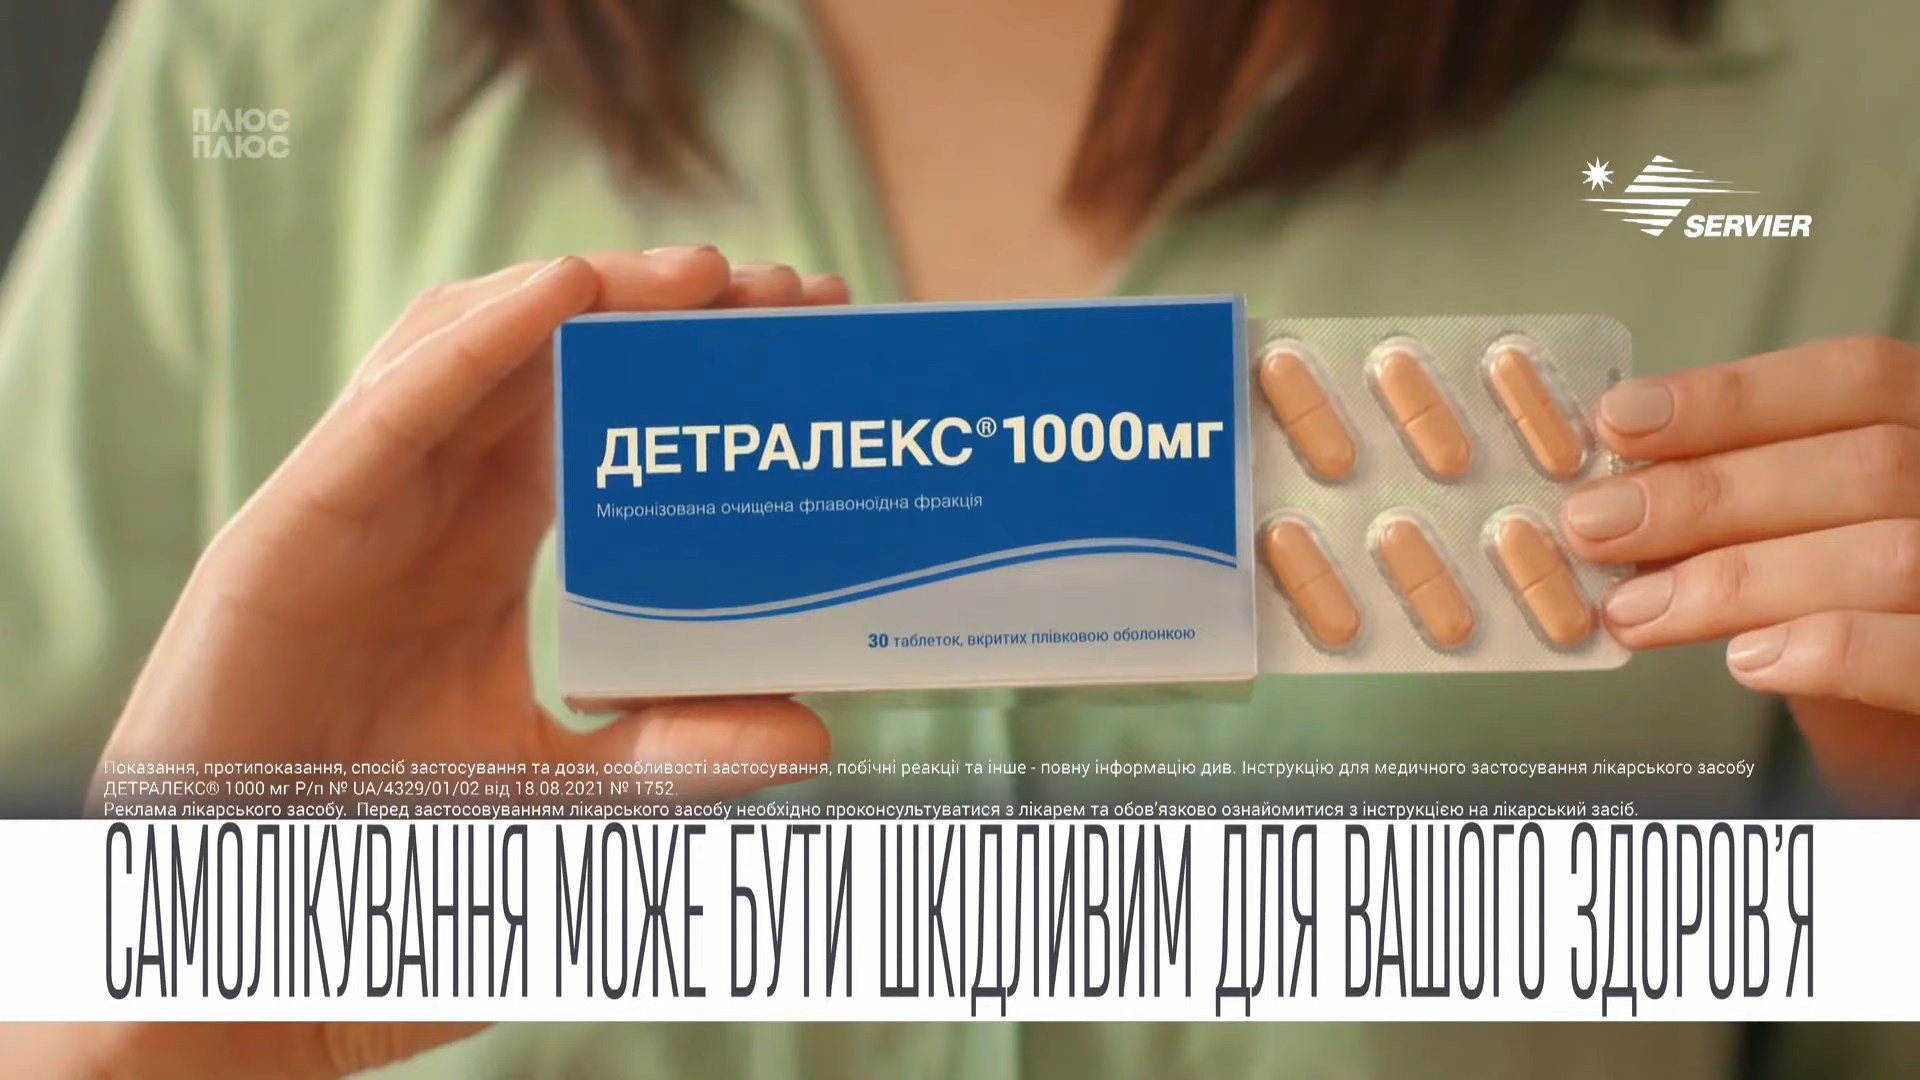 ПЛЮС
ПЛЮС
SERVIER
ДЕТРАЛЕКС® 1000мг
Мікронізована очищена флавоноїдна фракція
30 таблеток, вкритих плівковою оболонкою
Показання, протипоказання, спосіб застосування та дози, особливості застосування, побічні реакції та інше - повну інформацію див. Інструкцію для медичного застосування лікарського засобу
ДЕТРАЛЕКС® 1000 мг Р/п № UA/4329/01/02 від 18.08.2021 № 1752.
Реклама лікарського засобу. Перед застосовуванням лікарського засобу необхідно проконсультуватися з лікарем та обов'язково ознайомитися з інструкцією на лікарський засіб.
САМОЛІКУВАННЯ МОЖЕ БУТИ ШКІДЛИВИМ ДЛЯ ВАШОГО ЗДОРОВ'Я